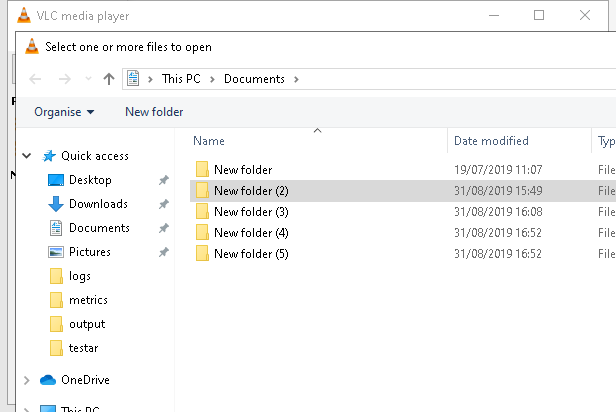 VLC media player
Select one or more files to open
This PC > Documents >
Organise New folder
Name Date modified Typ
Quick access
Desktop
Downloads
Documents
Pictures
logs
metrics
output
testar
OneDrive
This PC
New folder 19/07/2019 11:07 File
New folder (2) 31/08/2019 15:49 File
New folder (3) 31/08/2019 16:08 File
New folder (4) 31/08/2019 16:52 File
New folder (5) 31/08/2019 16:52 File